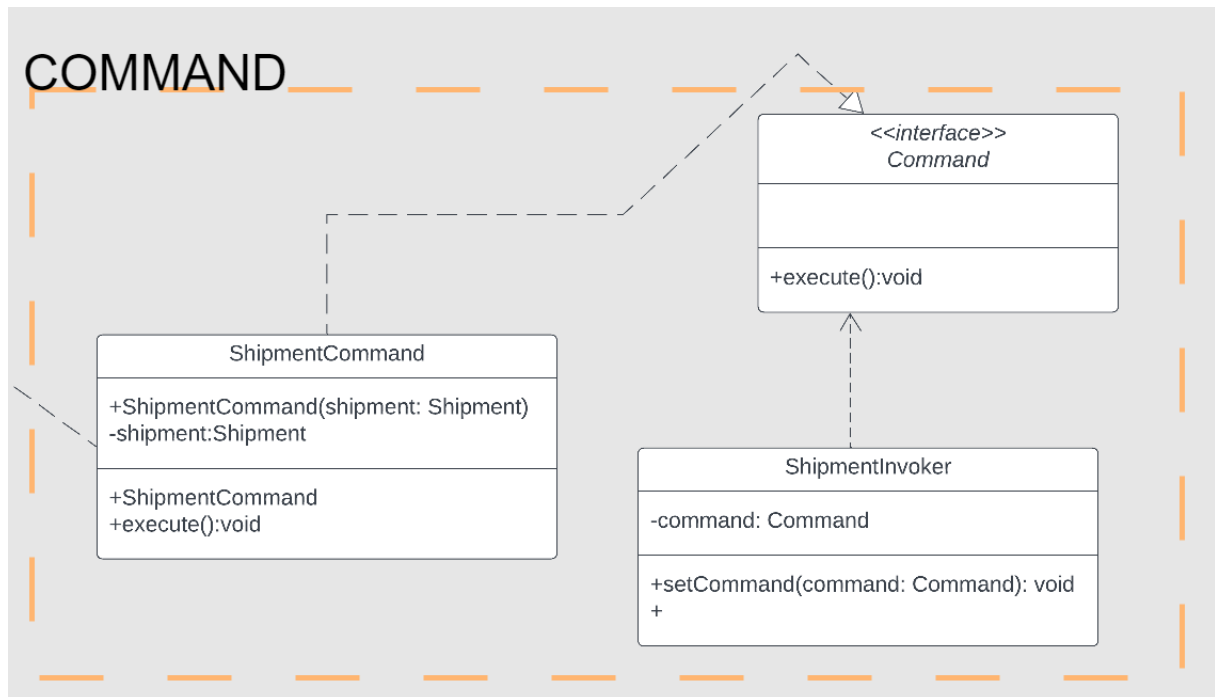 COMMAND
<<interface>>
Command
+execute():void
ShipmentCommand
+ShipmentCommand(shipment: Shipment)
-shipment:Shipment
+ShipmentCommand
+execute():void
ShipmentInvoker
-command: Command
+setCommand(command: Command): void
+